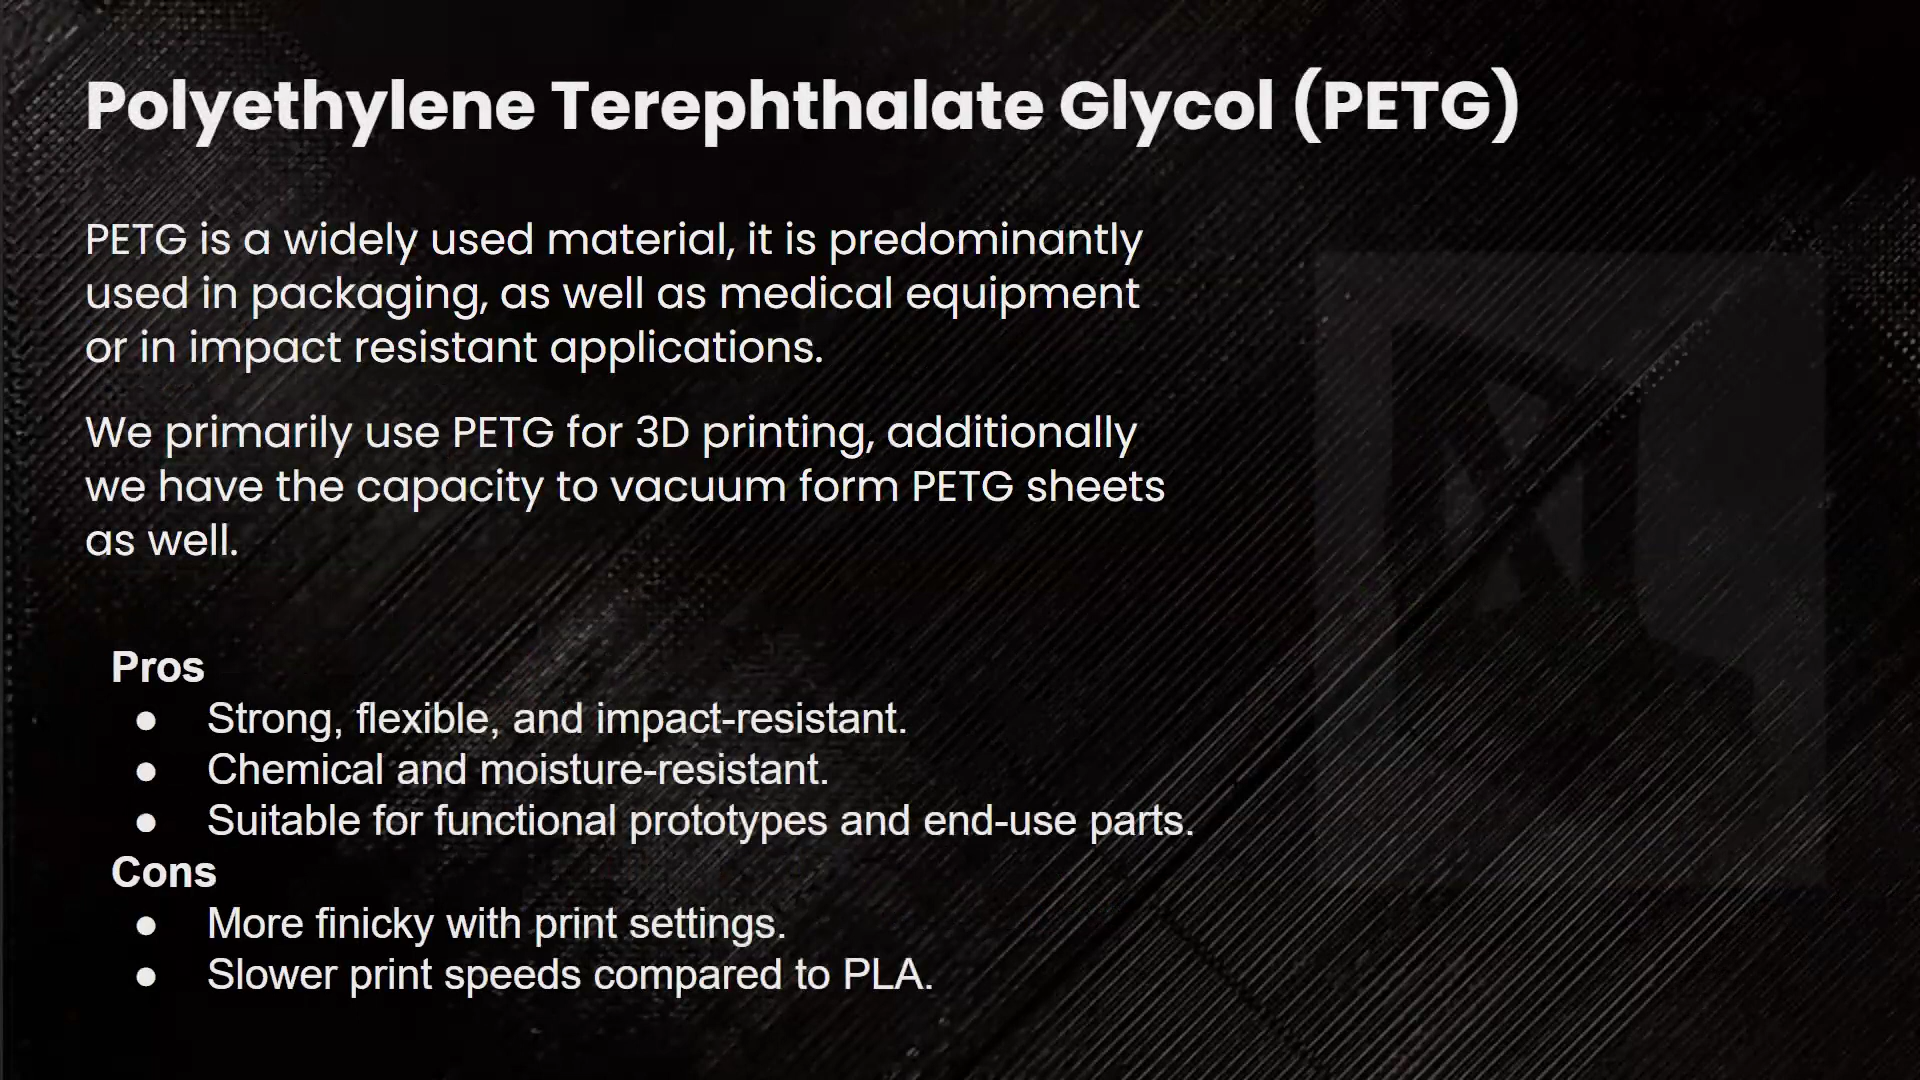 Polyethylene Terephthalate Glycol (PETG)
PETG is a widely used material, it is predominantly
used in packaging, as well as medical equipment
or in impact resistant applications.
We primarily use PETG for 3D printing, additionally
we have the capacity to vacuum form PETG sheets
as well.
Pros
● Strong, flexible, and impact-resistant.
● Chemical and moisture-resistant.
● Suitable for functional prototypes and end-use parts.
Cons
● More finicky with print settings.
● Slower print speeds compared to PLA.